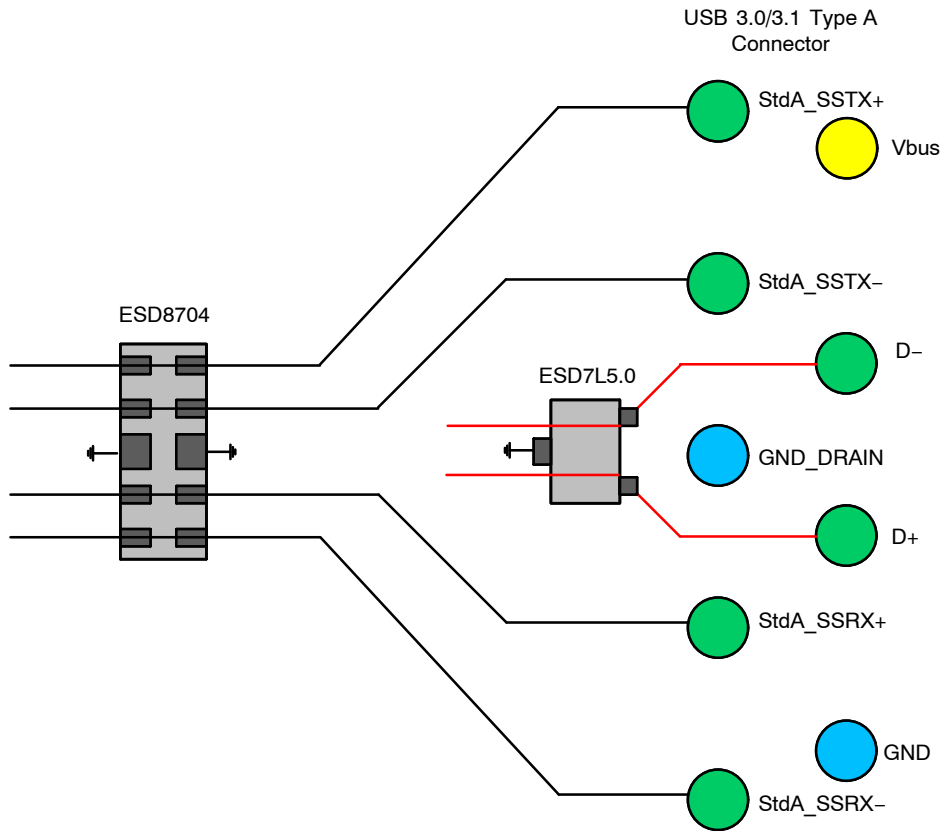 USB 3.0/3.1 Type A
Connector
StdA_SSTX+
Vbus
StdA_SSTX−
ESD8704
D−
ESD7L5.0
GND_DRAIN
D+
StdA_SSRX+
GND
StdA_SSRX−